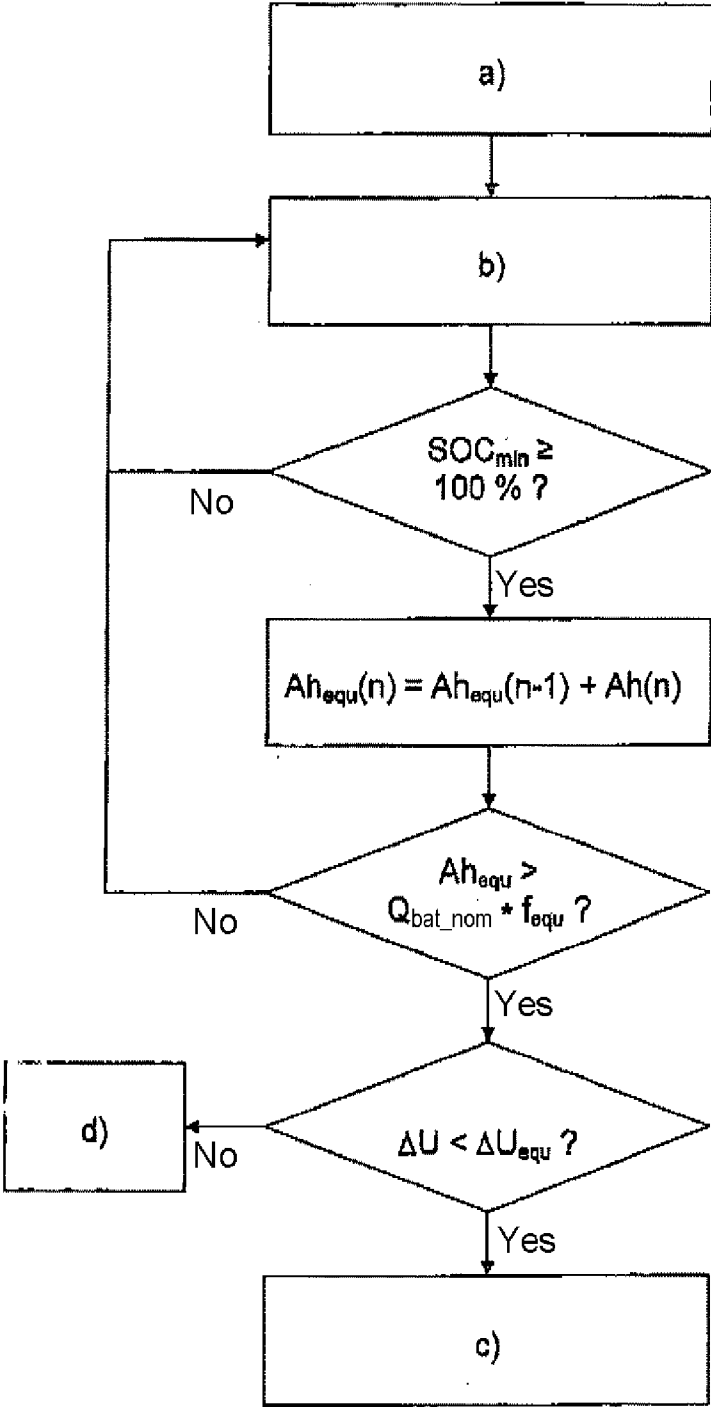 a)
b)
SOCmin ≥
100 % ?
No
Yes
Ahequ(n) = Ahequ(n-1) + Ah(n)
Ahequ >
Qbat_nom * fequ ?
No
Yes
d)
No
ΔU < ΔUequ ?
Yes
c)